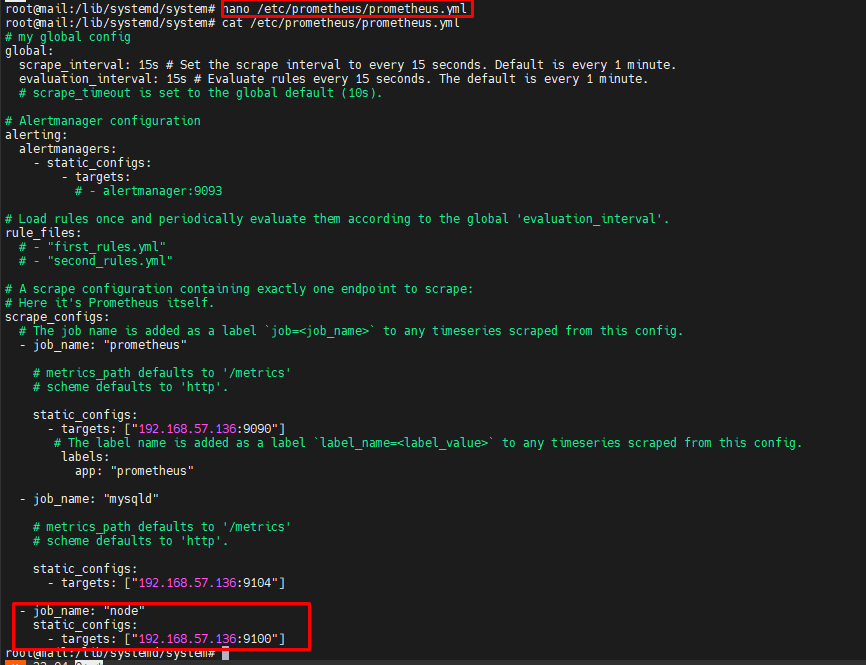 root@mail:/lib/systemd/system# nano /etc/prometheus/prometheus.yml
root@mail:/lib/systemd/system# cat /etc/prometheus/prometheus.yml
# my global config
global:
  scrape_interval: 15s # Set the scrape interval to every 15 seconds. Default is every 1 minute.
  evaluation_interval: 15s # Evaluate rules every 15 seconds. The default is every 1 minute.
  # scrape_timeout is set to the global default (10s).

# Alertmanager configuration
alerting:
  alertmanagers:
    - static_configs:
        - targets:
          # - alertmanager:9093

# Load rules once and periodically evaluate them according to the global 'evaluation_interval'.
rule_files:
  # - "first_rules.yml"
  # - "second_rules.yml"

# A scrape configuration containing exactly one endpoint to scrape:
# Here it's Prometheus itself.
scrape_configs:
  # The job name is added as a label `job=<job_name>` to any timeseries scraped from this config.
  - job_name: "prometheus"

    # metrics_path defaults to '/metrics'
    # scheme defaults to 'http'.

    static_configs:
      - targets: ["192.168.57.136:9090"]
       # The label name is added as a label `label_name=<label_value>` to any timeseries scraped from this config.
        labels:
          app: "prometheus"

  - job_name: "mysqld"

    # metrics_path defaults to '/metrics'
    # scheme defaults to 'http'.

    static_configs:
      - targets: ["192.168.57.136:9104"]

  - job_name: "node"
    static_configs:
      - targets: ["192.168.57.136:9100"]
root@mail:/lib/systemd/system#